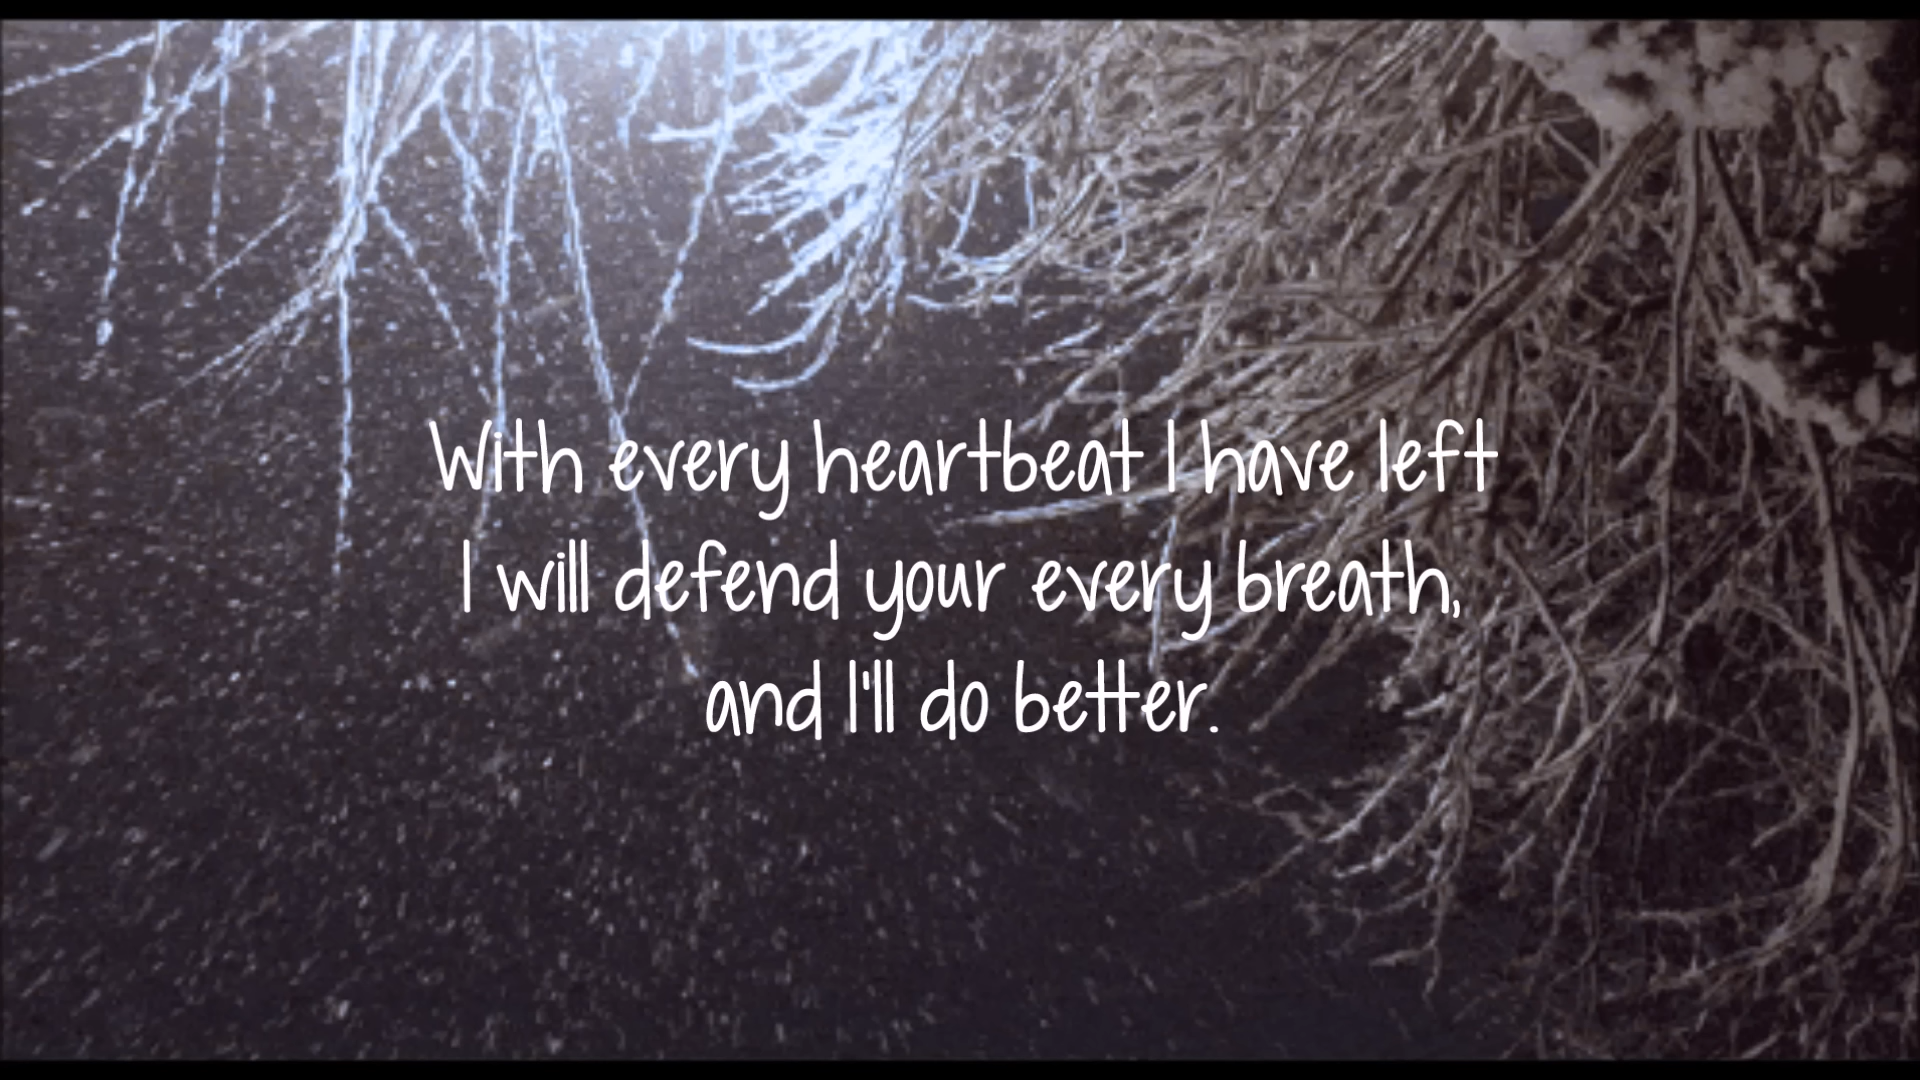 With every heartbeat I have left
I will defend your every breath,
and I'll do better.